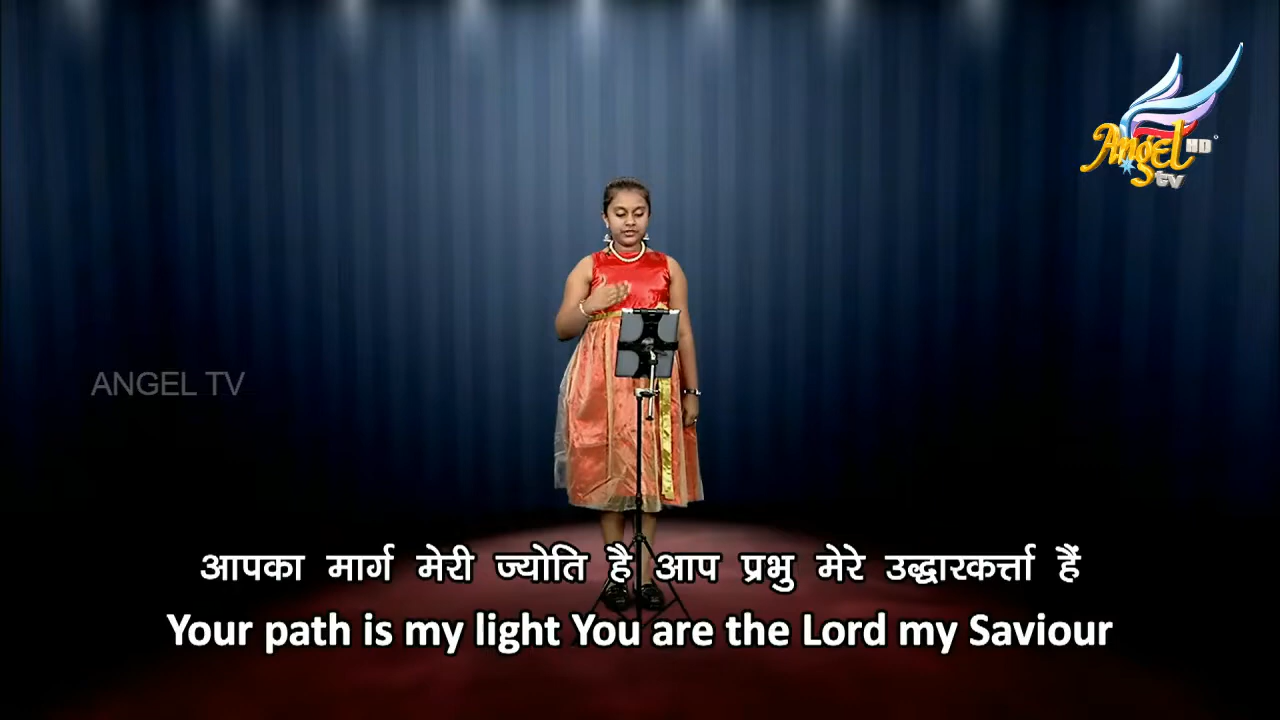 Angel HD
tv
ANGEL TV
आपका मार्ग मेरी ज्योति है आप प्रभु मेरे उद्धारकर्त्ता हैं
Your path is my light You are the Lord my Saviour